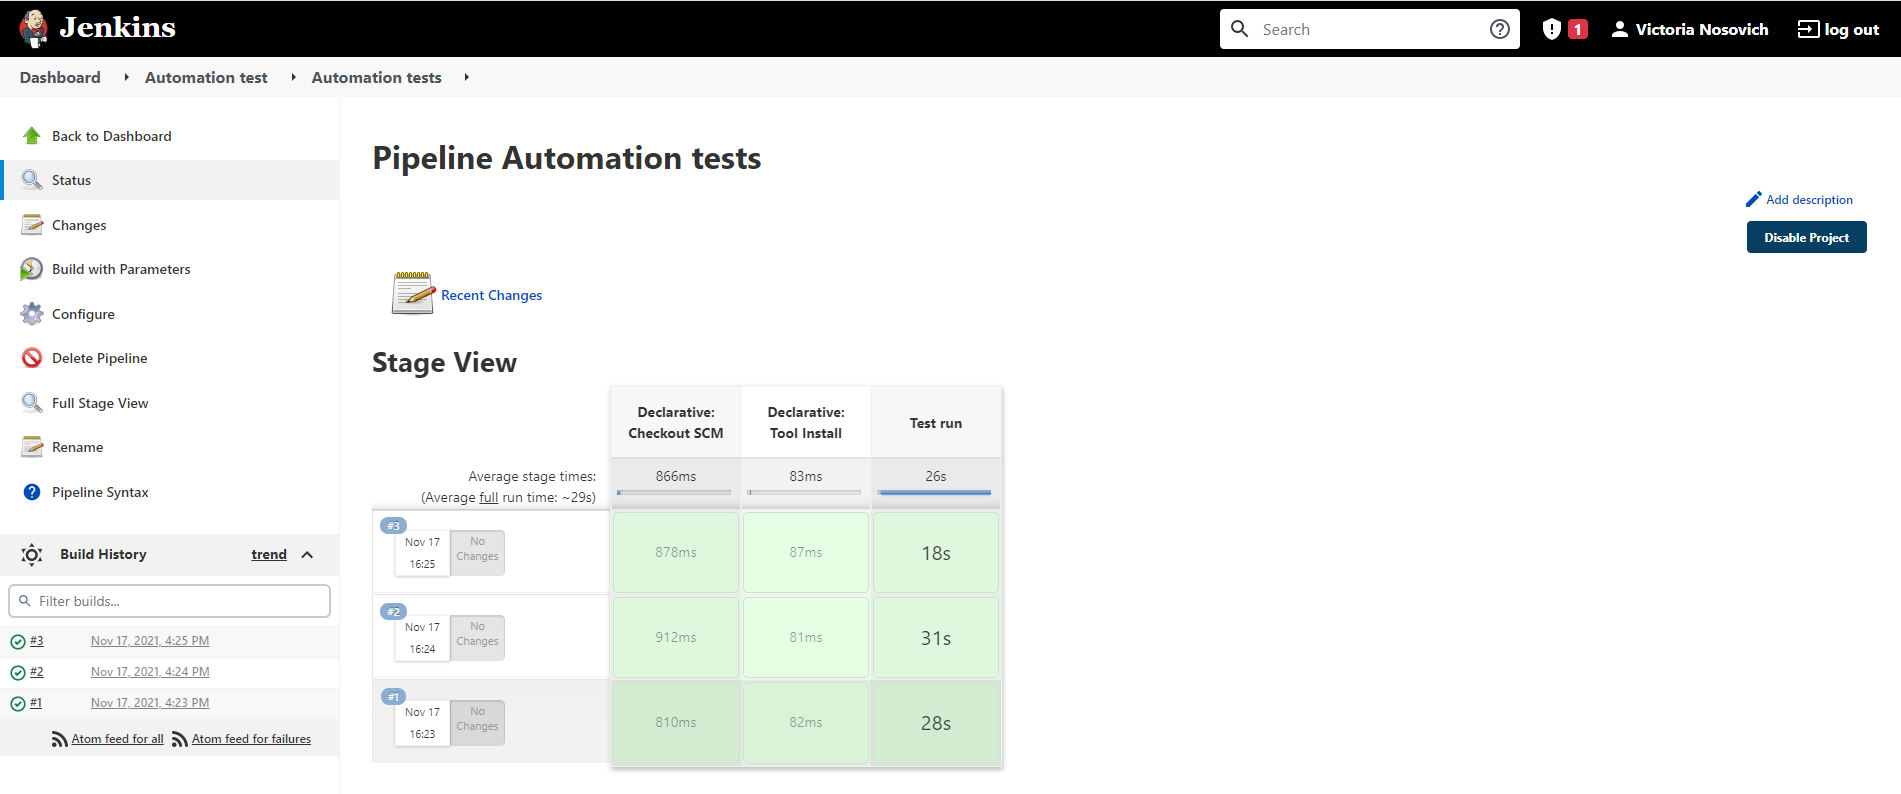 Jenkins
Search
1
Victoria Nosovich
log out
Dashboard
Automation test
Automation tests
Back to Dashboard
Status
Changes
Build with Parameters
Configure
Delete Pipeline
Full Stage View
Rename
Pipeline Syntax
Build History
trend
Filter builds...
#3 Nov 17, 2021, 4:25 PM
#2 Nov 17, 2021, 4:24 PM
#1 Nov 17, 2021, 4:23 PM
Atom feed for all Atom feed for failures
Pipeline Automation tests
Add description
Disable Project
Recent Changes
Stage View
Declarative:
Checkout SCM
Declarative:
Tool Install
Test run
Average stage times:
(Average full run time: ~29s)
866ms
83ms
26s
#3
Nov 17
16:25
No
Changes
878ms
87ms
18s
#2
Nov 17
16:24
No
Changes
912ms
81ms
31s
#1
Nov 17
16:23
No
Changes
810ms
82ms
28s